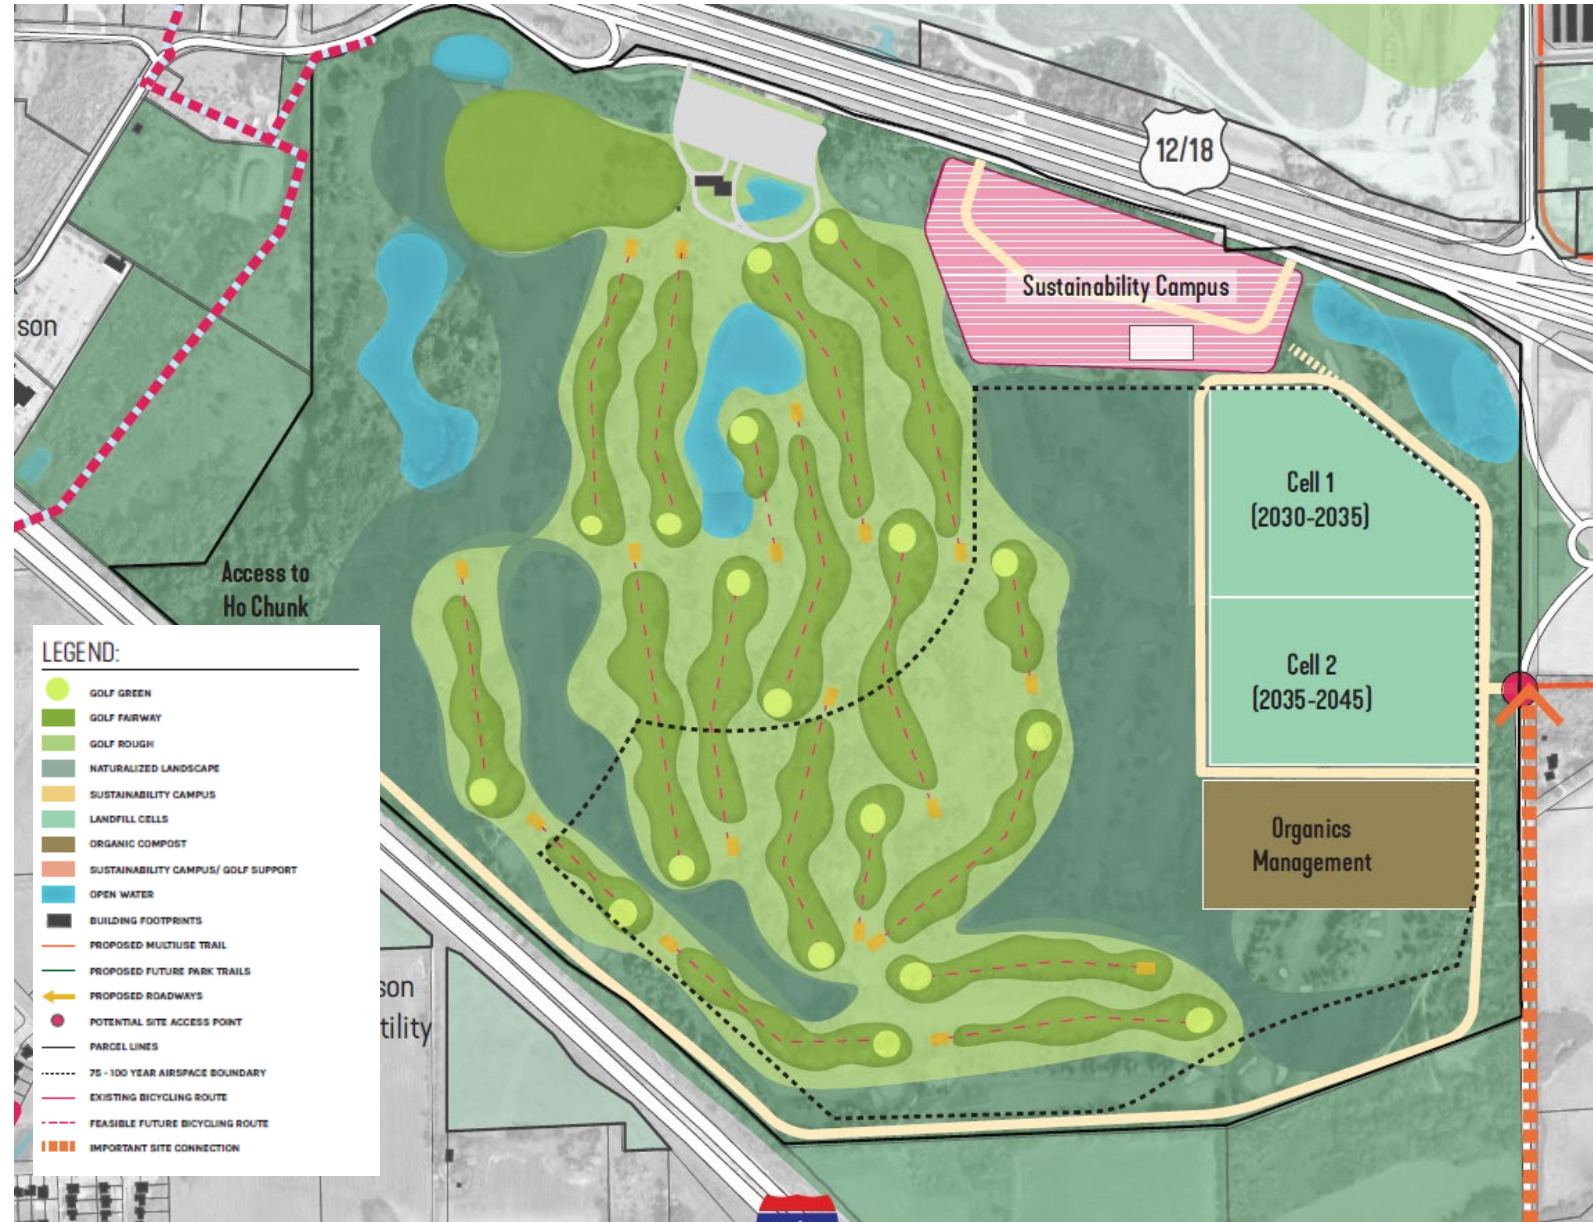 12/18
Sustainability Campus
son
Cell 1
(2030-2035)
Access to
Ho Chunk
Cell 2
(2035-2045)
Organics
Management
son
tility
LEGEND:
GOLF GREEN
GOLF FAIRWAY
GOLF ROUGH
NATURALIZED LANDSCAPE
SUSTAINABILITY CAMPUS
LANDFILL CELLS
ORGANIC COMPOST
SUSTAINABILITY CAMPUS/ GOLF SUPPORT
OPEN WATER
BUILDING FOOTPRINTS
PROPOSED MULTIUSE TRAIL
PROPOSED FUTURE PARK TRAILS
PROPOSED ROADWAYS
POTENTIAL SITE ACCESS POINT
PARCEL LINES
75 - 100 YEAR AIRSPACE BOUNDARY
EXISTING BICYCLING ROUTE
FEASIBLE FUTURE BICYCLING ROUTE
IMPORTANT SITE CONNECTION